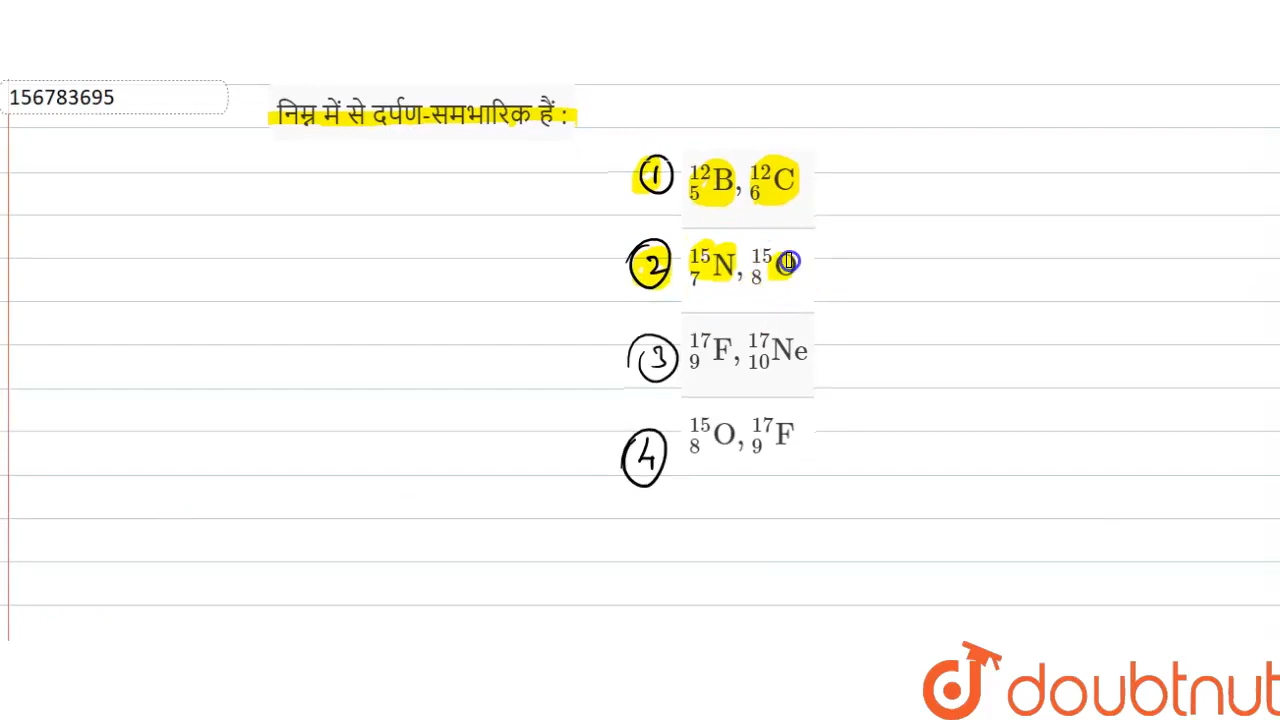 156783695
निम्न में से दर्पण-समभारिक हैं :
① ¹²₅B, ¹²₆C
② ¹⁵₇N, ¹⁵₈O
③ ¹⁷₉F, ¹⁷₁₀Ne
④ ¹⁵₈O, ¹⁷₉F
doubtnut